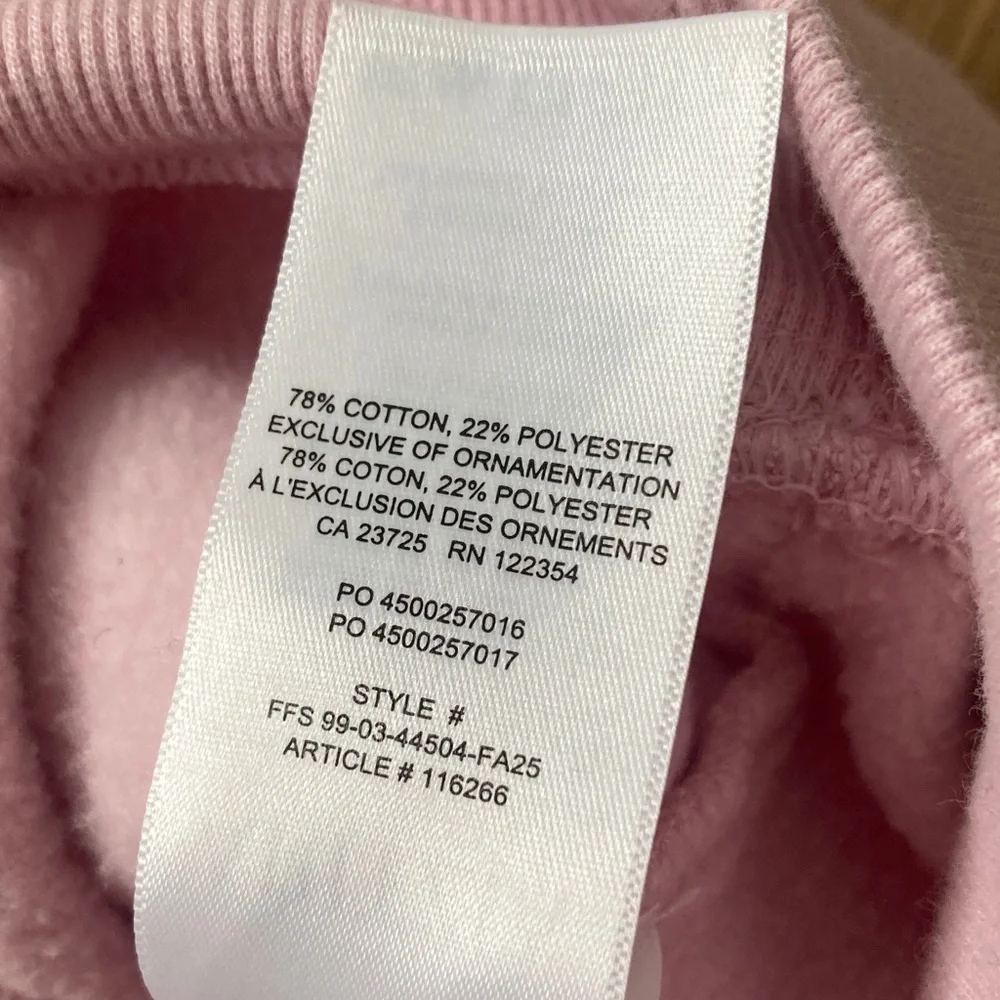 78% COTTON, 22% POLYESTER
EXCLUSIVE OF ORNAMENTATION
78% COTON, 22% POLYESTER
À L'EXCLUSION DES ORNEMENTS
CA 23725 RN 122354
PO 4500257016
PO 4500257017
STYLE #
FFS 99-03-44504-FA25
ARTICLE # 116266